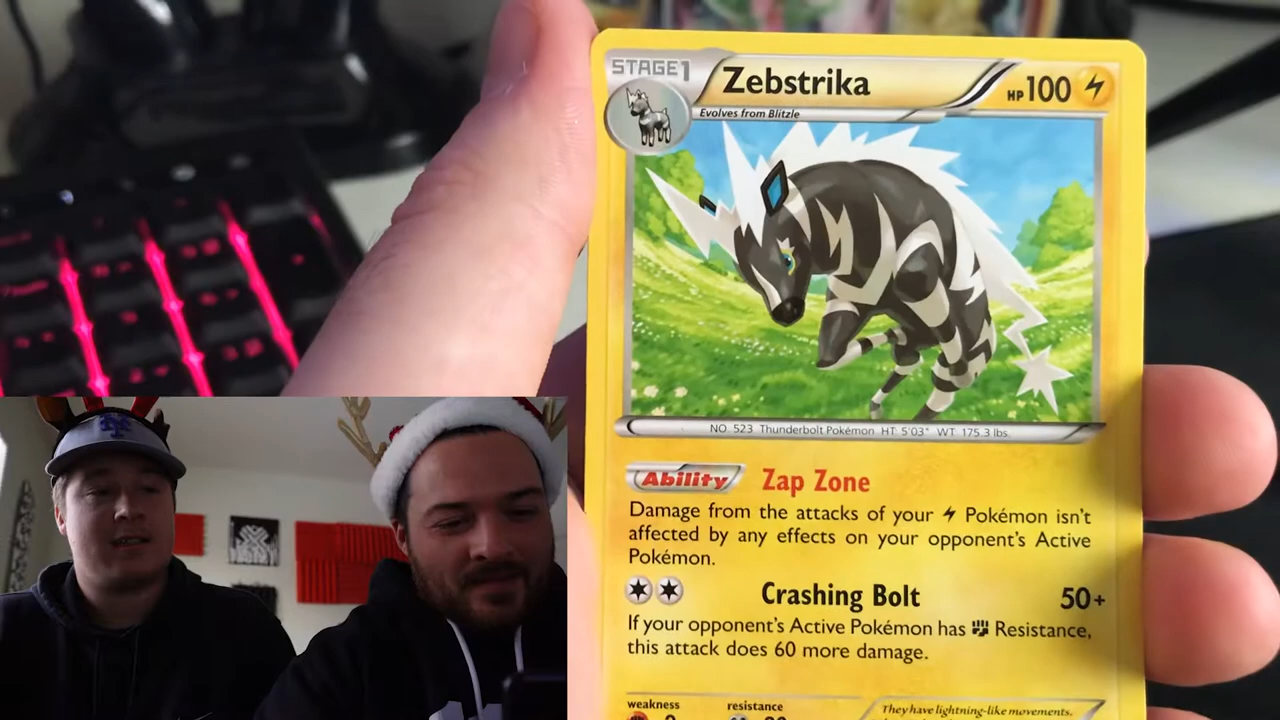 STAGE1
Zebstrika
HP100
Evolves from Blitzle
NO. 523 Thunderbolt Pokémon HT: 5'03" WT: 175.3 lbs.
Ability Zap Zone
Damage from the attacks of your Pokémon isn't
affected by any effects on your opponent's Active
Pokémon.
Crashing Bolt 50+
If your opponent's Active Pokémon has Resistance,
this attack does 60 more damage.
weakness resistance
They have lightning-like movements.